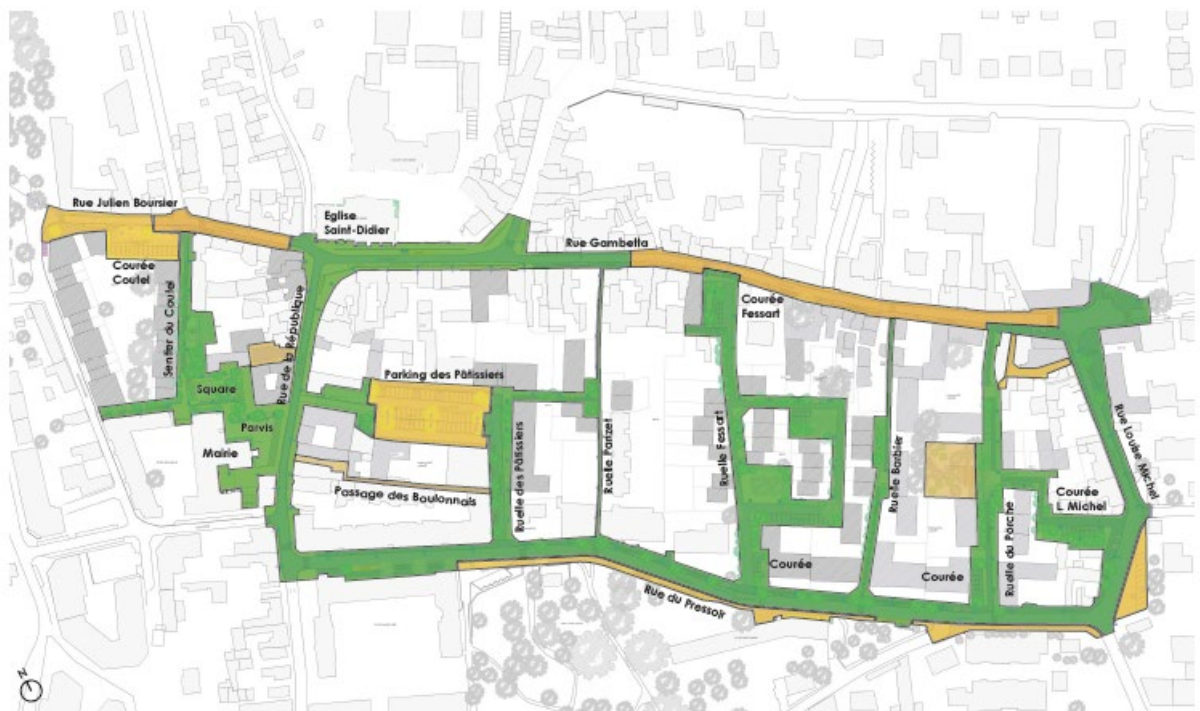 Rue Julien Boursier
Eglise
Saint-Didier
Rue Gambetta
Courée
Coutel
Sentier du Coutel
Rue de la République
Courée
Fessart
Square
Parking des Pâtissiers
Parvis
Mairie
Passage des Boulonnais
Ruelle des Pâtissiers
Ruelle Parizet
Ruelle Fessart
Ruelle Barbier
Rue Louise Michel
Courée
L Michel
Ruelle du Porche
Courée
Courée
Rue du Pressoir
N